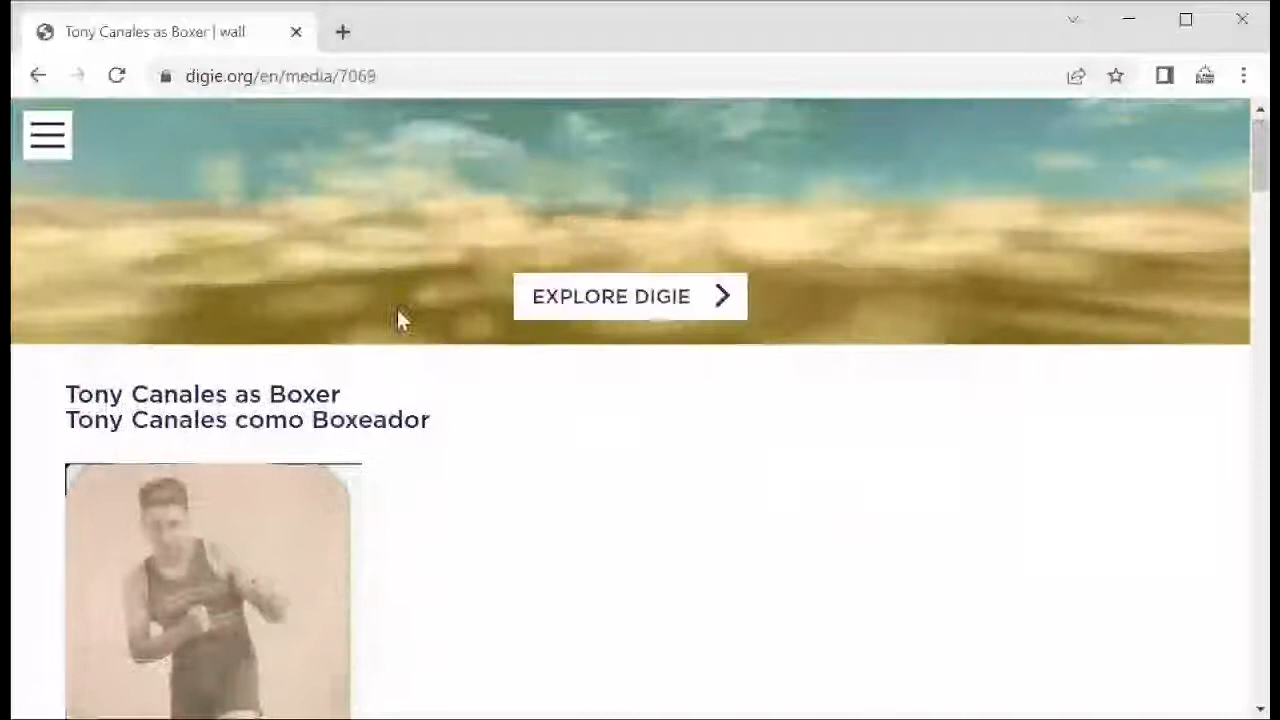 Tony Canales as Boxer | wall
digie.org/en/media/7069
EXPLORE DIGIE
Tony Canales as Boxer
Tony Canales como Boxeador